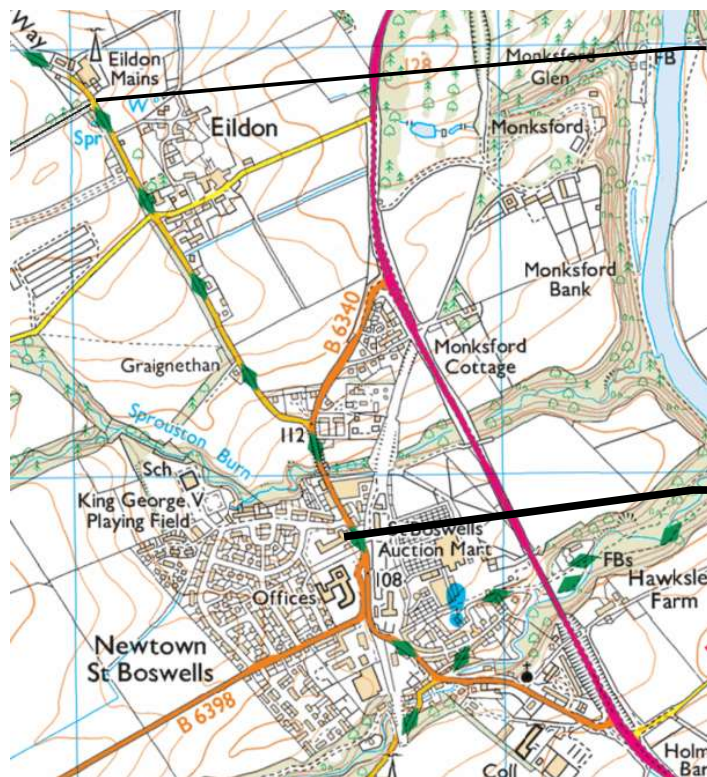 Way
Eildon
Mains
W
Spr
Eildon
128
Monksford
Glen
FB
Monksford
Monksford
Bank
B 6340
Monksford
Cottage
Graignethan
112
Sprouston Burn
Sch
King George V
Playing Field
St Boswells
Auction Mart
108
Offices
FBs
Hawksle
Farm
Newtown
St Boswells
B 6398
Coll
Holm
Ban